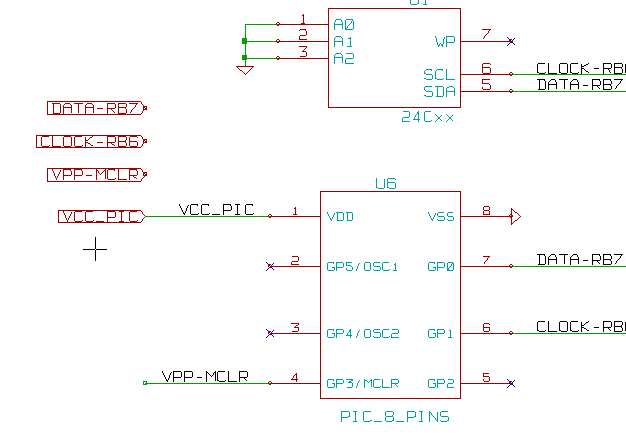 U1
1 A0
2 A1
3 A2
WP 7
SCL 6 CLOCK-RB6
SDA 5 DATA-RB7
24Cxx
DATA-RB7
CLOCK-RB6
VPP-MCLR
VCC_PIC
U6
VCC_PIC 1 VDD
VSS 8
2 GP5/OSC1
GP0 7 DATA-RB7
3 GP4/OSC2
GP1 6 CLOCK-RB6
VPP-MCLR 4 GP3/MCLR
GP2 5
PIC_8_PINS